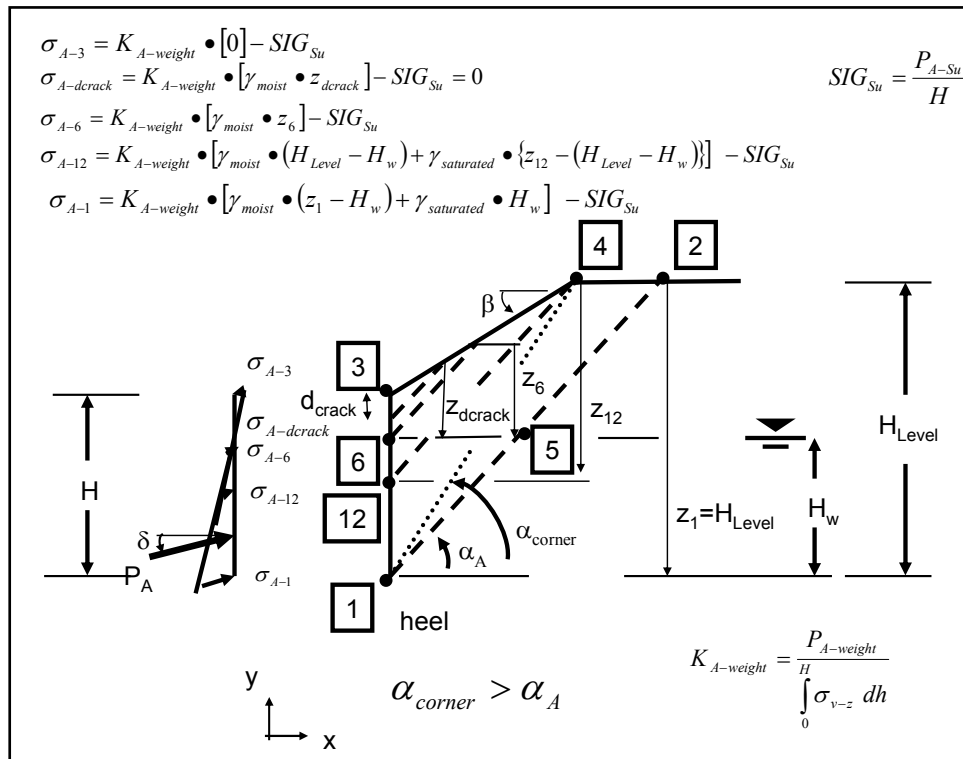 σ_{A-3} = K_{A-weight} • [0] - SIG_{Su}
σ_{A-dcrack} = K_{A-weight} • [γ_{moist} • z_{dcrack}] - SIG_{Su} = 0
SIG_{Su} = P_{A-Su} / H
σ_{A-6} = K_{A-weight} • [γ_{moist} • z_6] - SIG_{Su}
σ_{A-12} = K_{A-weight} • [γ_{moist} • (H_{Level} - H_w) + γ_{saturated} • {z_{12} - (H_{Level} - H_w)}] - SIG_{Su}
σ_{A-1} = K_{A-weight} • [γ_{moist} • (z_1 - H_w) + γ_{saturated} • H_w] - SIG_{Su}
4
2
β
3
σ_{A-3}
d_{crack}
z_{dcrack}
z_6
z_{12}
H_{Level}
σ_{A-dcrack}
σ_{A-6}
6
5
H
σ_{A-12}
12
z_1=H_{Level}
H_w
δ
α_{corner}
α_A
P_A
σ_{A-1}
1
heel
K_{A-weight} = P_{A-weight} / ∫_0^H σ_{v-z} dh
y
x
α_{corner} > α_A